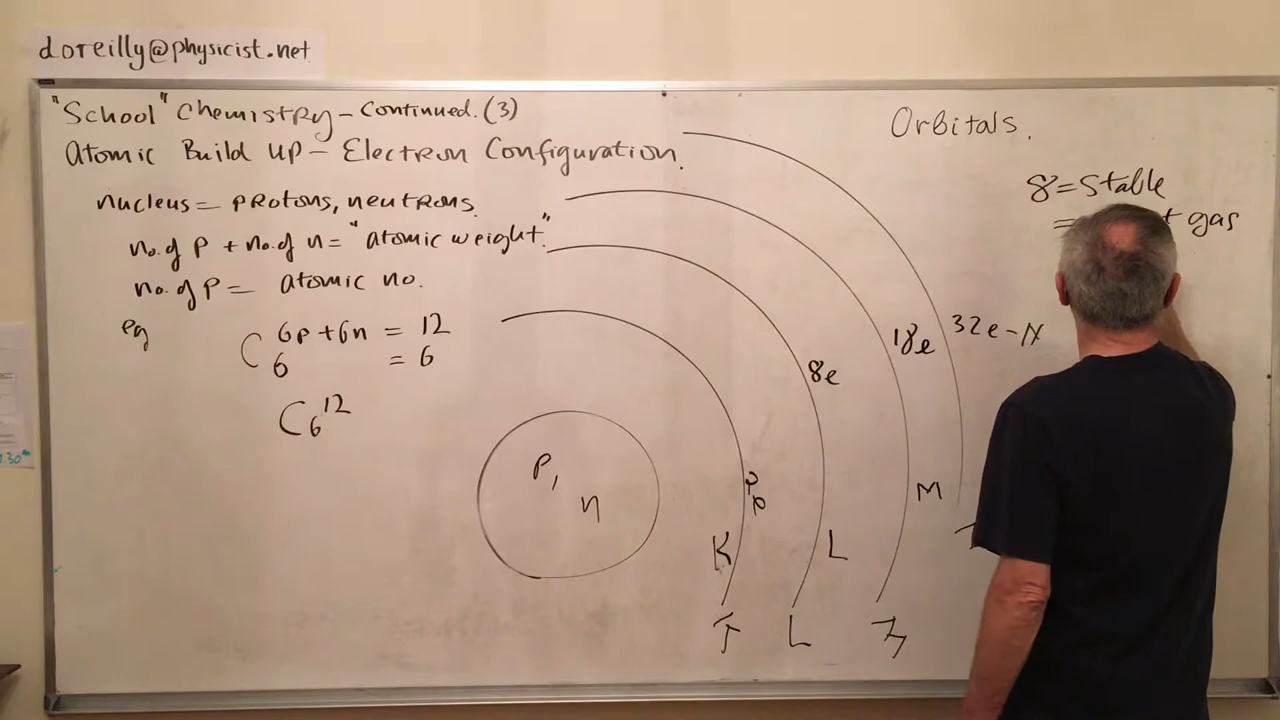 doreilly@physicist.net
"School" Chemistry - Continued. (3)
Atomic Build Up - Electron Configuration.
nucleus = protons, neutrons.
no. of p + no. of n = "atomic weight".
no. of p = atomic no.
eg
C 6p+6n = 12
6 = 6
C 6 12
p,
n
K
L
M
8e
18e
32e - N
L
Orbitals.
8 = Stable
= gas